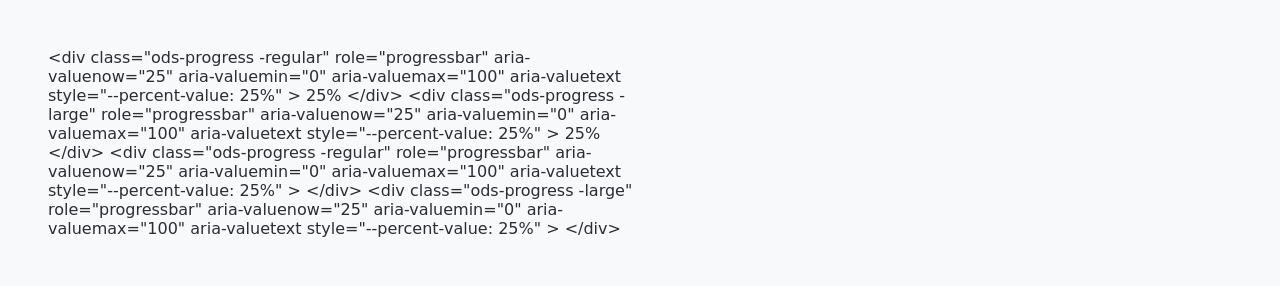 <div class="ods-progress -regular" role="progressbar" aria-
valuenow="25" aria-valuemin="0" aria-valuemax="100" aria-valuetext
style="--percent-value: 25%" > 25% </div> <div class="ods-progress -
large" role="progressbar" aria-valuenow="25" aria-valuemin="0" aria-
valuemax="100" aria-valuetext style="--percent-value: 25%" > 25%
</div> <div class="ods-progress -regular" role="progressbar" aria-
valuenow="25" aria-valuemin="0" aria-valuemax="100" aria-valuetext
style="--percent-value: 25%" > </div> <div class="ods-progress -large"
role="progressbar" aria-valuenow="25" aria-valuemin="0" aria-
valuemax="100" aria-valuetext style="--percent-value: 25%" > </div>